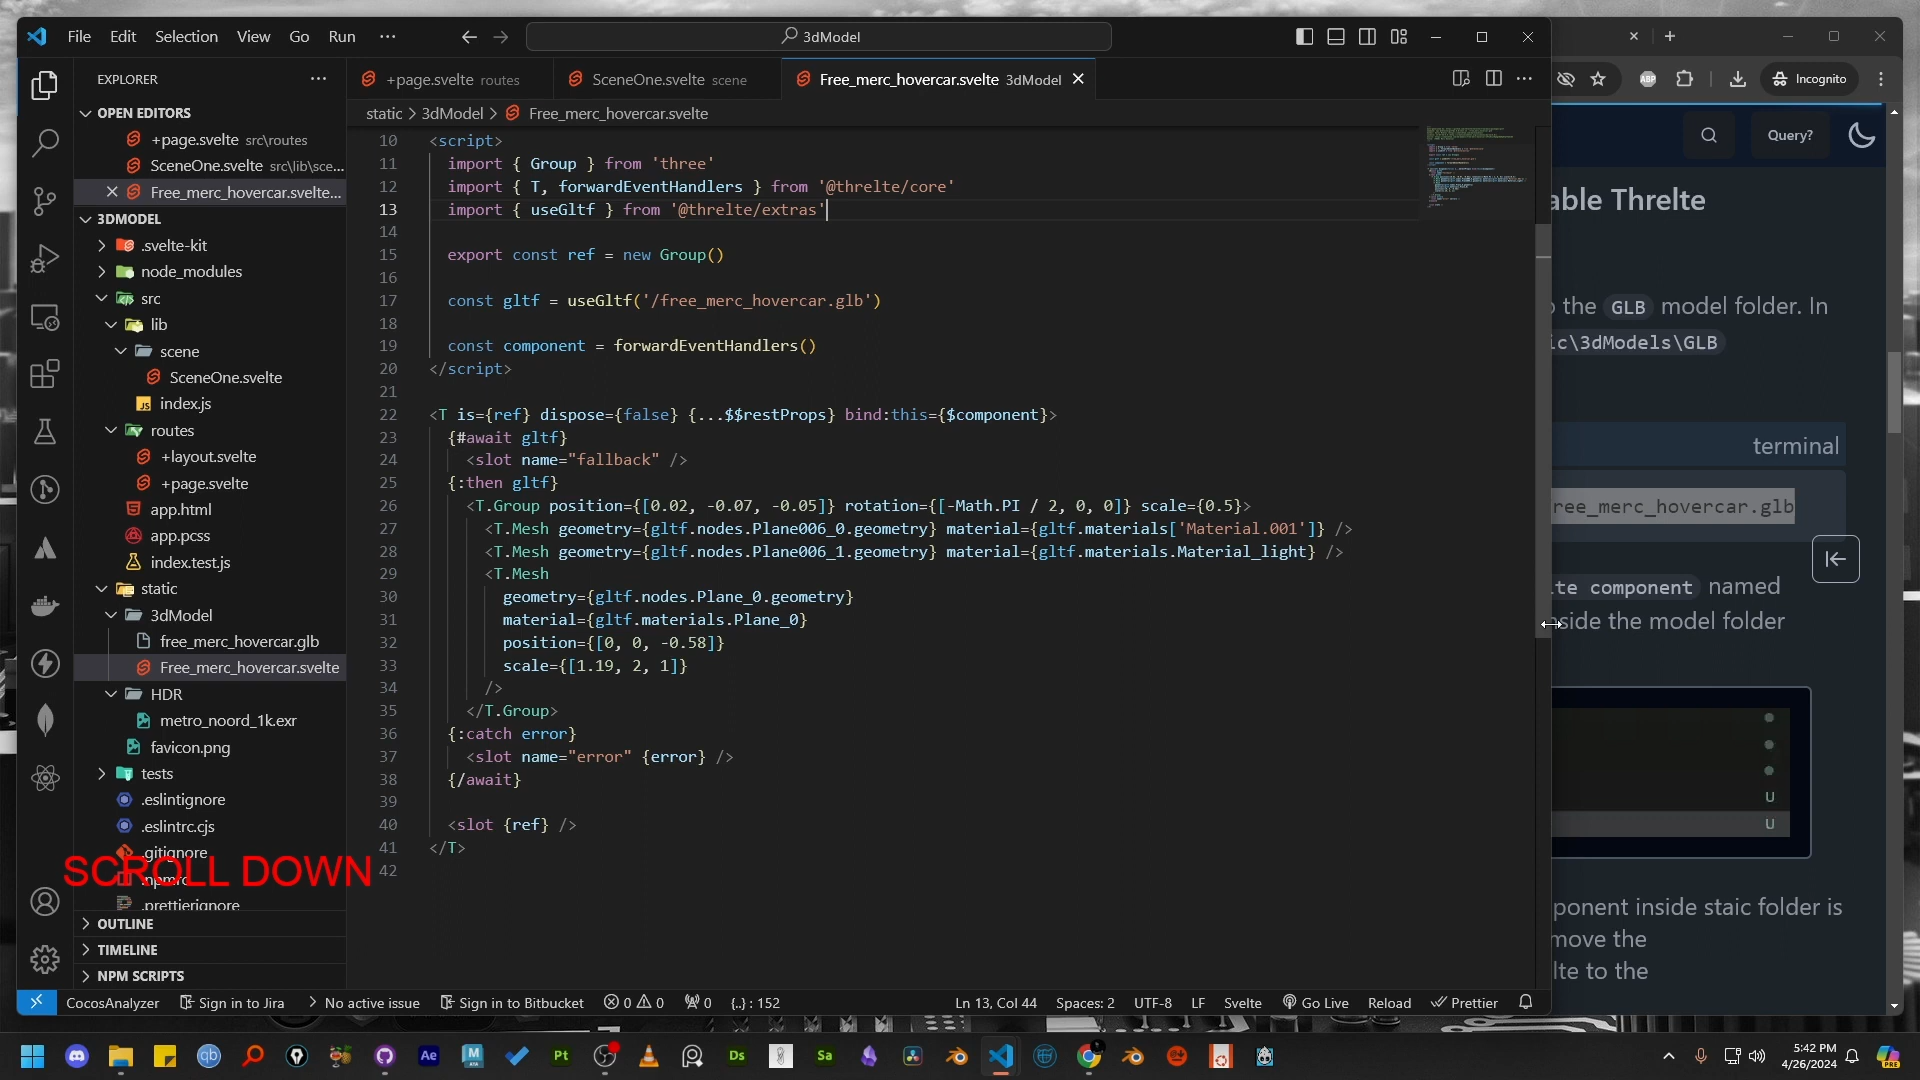 File Edit Selection View Go Run ··· 3dModel
EXPLORER
+page.svelte routes SceneOne.svelte scene Free_merc_hovercar.svelte 3dModel
Incognito
OPEN EDITORS
+page.svelte src\routes
SceneOne.svelte src\lib\sce...
Free_merc_hovercar.svelte...
3DMODEL
.svelte-kit
node_modules
src
lib
scene
SceneOne.svelte
index.js
routes
+layout.svelte
+page.svelte
app.html
app.pcss
index.test.js
static
3dModel
free_merc_hovercar.glb
Free_merc_hovercar.svelte
HDR
metro_noord_1k.exr
favicon.png
tests
.eslintignore
.eslintrc.cjs
.gitignore
.npmrc
.prettierignore
SCROLL DOWN
OUTLINE
TIMELINE
NPM SCRIPTS
static > 3dModel > Free_merc_hovercar.svelte
10 <script>
11 import { Group } from 'three'
12 import { T, forwardEventHandlers } from '@threlte/core'
13 import { useGltf } from '@threlte/extras'
14
15 export const ref = new Group()
16
17 const gltf = useGltf('/free_merc_hovercar.glb')
18
19 const component = forwardEventHandlers()
20 </script>
21
22 <T is={ref} dispose={false} {...$$restProps} bind:this={$component}>
23 {#await gltf}
24 <slot name="fallback" />
25 {:then gltf}
26 <T.Group position={[0.02, -0.07, -0.05]} rotation={[-Math.PI / 2, 0, 0]} scale={0.5}>
27 <T.Mesh geometry={gltf.nodes.Plane006_0.geometry} material={gltf.materials['Material.001']} />
28 <T.Mesh geometry={gltf.nodes.Plane006_1.geometry} material={gltf.materials.Material_light} />
29 <T.Mesh
30 geometry={gltf.nodes.Plane_0.geometry}
31 material={gltf.materials.Plane_0}
32 position={[0, 0, -0.58]}
33 scale={[1.19, 2, 1]}
34 />
35 </T.Group>
36 {:catch error}
37 <slot name="error" {error} />
38 {/await}
39
40 <slot {ref} />
41 </T>
42
Query?
able Threlte
the GLB model folder. In
ic\3dModels\GLB
terminal
ree_merc_hovercar.glb
te component named
nside the model folder
U
U
ponent inside staic folder is
move the
lte to the
CocosAnalyzer Sign in to Jira No active issue Sign in to Bitbucket 0 0 0 {..} : 152 Ln 13, Col 44 Spaces: 2 UTF-8 LF Svelte Go Live Reload Prettier
qb Ae M Pt Ds Sa
5:42 PM
4/26/2024
PRE